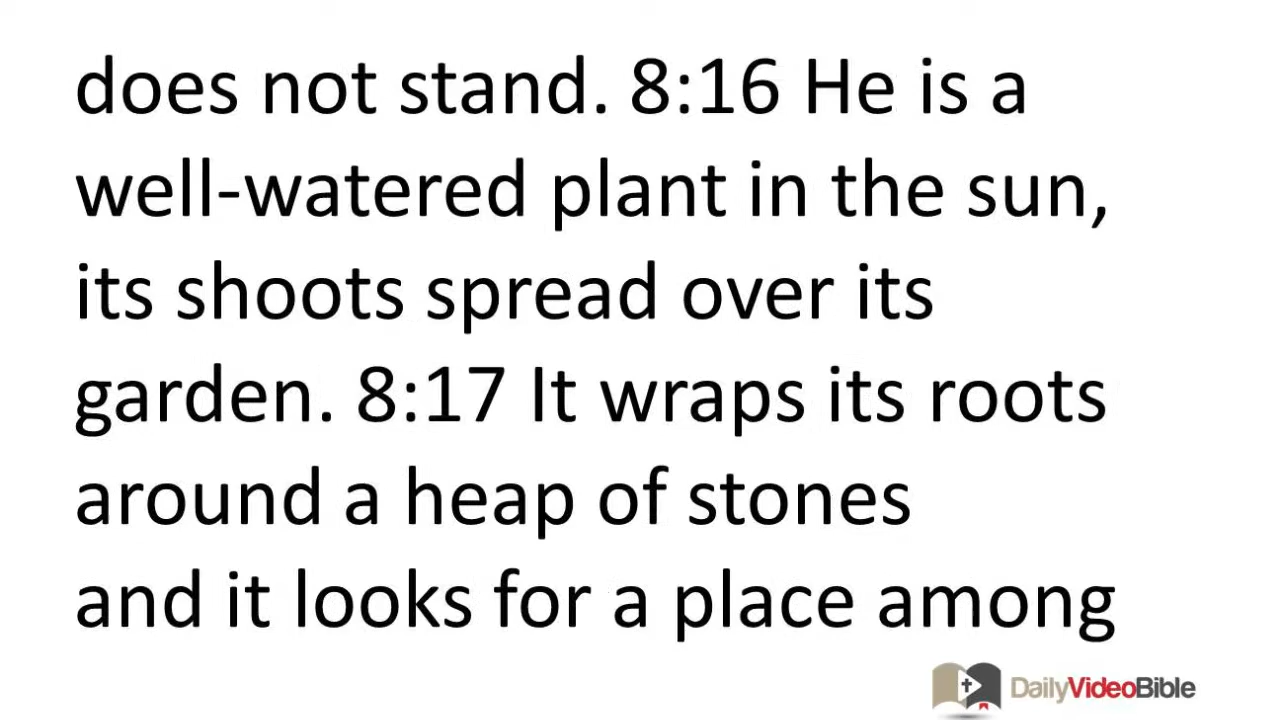 does not stand. 8:16 He is a
well-watered plant in the sun,
its shoots spread over its
garden. 8:17 It wraps its roots
around a heap of stones
and it looks for a place among
DailyVideoBible